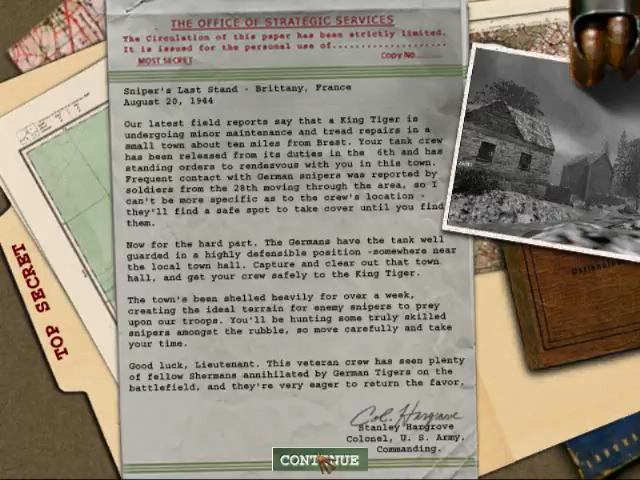 THE OFFICE OF STRATEGIC SERVICES
The Circulation of this paper has been strictly limited.
It is issued for the personal use of......................
MOST SECRET
Copy No.......
Sniper's Last Stand - Brittany, France
August 20, 1944
Our latest field reports say that a King Tiger is
undergoing minor maintenance and tread repairs in a
small town about ten miles from Brest. Your tank crew
has been released from its duties in the 6th and has
standing orders to rendezvous with you in this town.
Frequent contact with German snipers was reported by
soldiers from the 28th moving through the area, so I
can't be more specific as to the crew's location -
they'll find a safe spot to take cover until you find
them.
Now for the hard part. The Germans have the tank well
guarded in a highly defensible position -somewhere near
the local town hall. Capture and clear out that town
hall, and get your crew safely to the King Tiger.
The town's been shelled heavily for over a week,
creating the ideal terrain for enemy snipers to prey
upon our troops. You'll be hunting some truly skilled
snipers amongst the rubble, so move carefully and take
your time.
Good luck, Lieutenant. This veteran crew has seen plenty
of fellow Shermans annihilated by German Tigers on the
battlefield, and they're very eager to return the favor.
Col. Hargrove
Stanley Hargrove
Colonel, U. S. Army,
Commanding.
TOP SECRET
CONTINUE